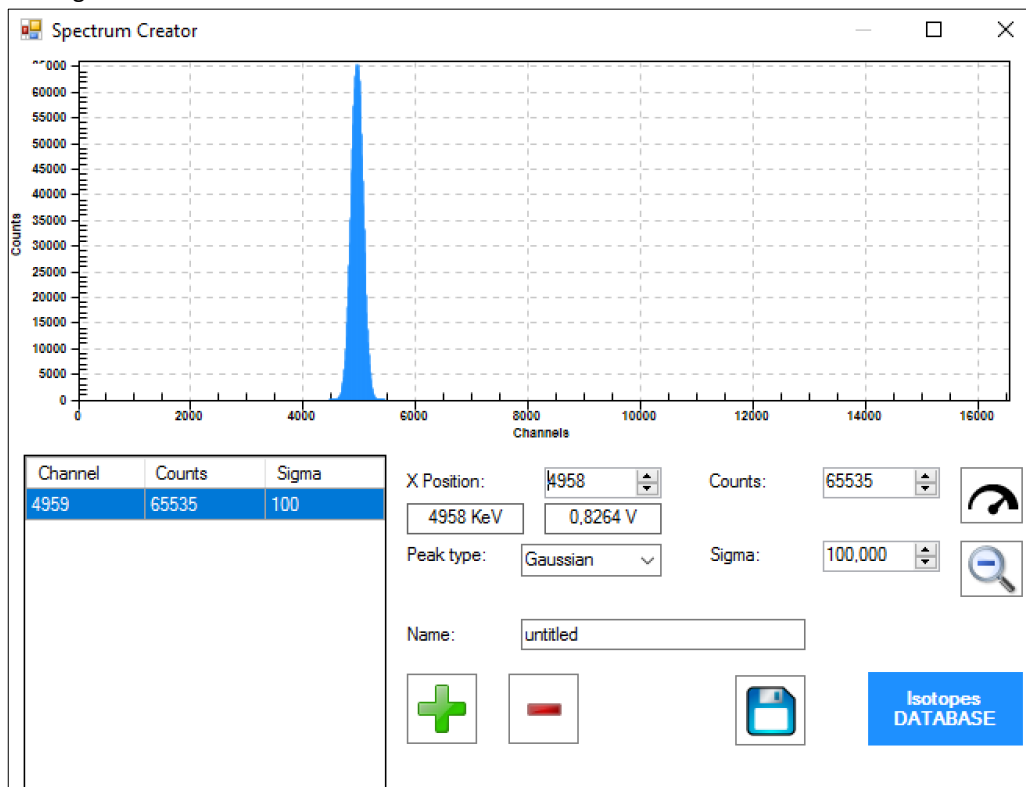 Spectrum Creator
000
60000
55000
50000
45000
40000
35000
30000
25000
20000
15000
10000
5000
0
Counts
0 2000 4000 6000 8000 10000 12000 14000 16000
Channels
Channel Counts Sigma
4959 65535 100
X Position: 4958 Counts: 65535
4958 KeV 0,8264 V
Peak type: Gaussian Sigma: 100,000
Name: untitled
Isotopes
DATABASE